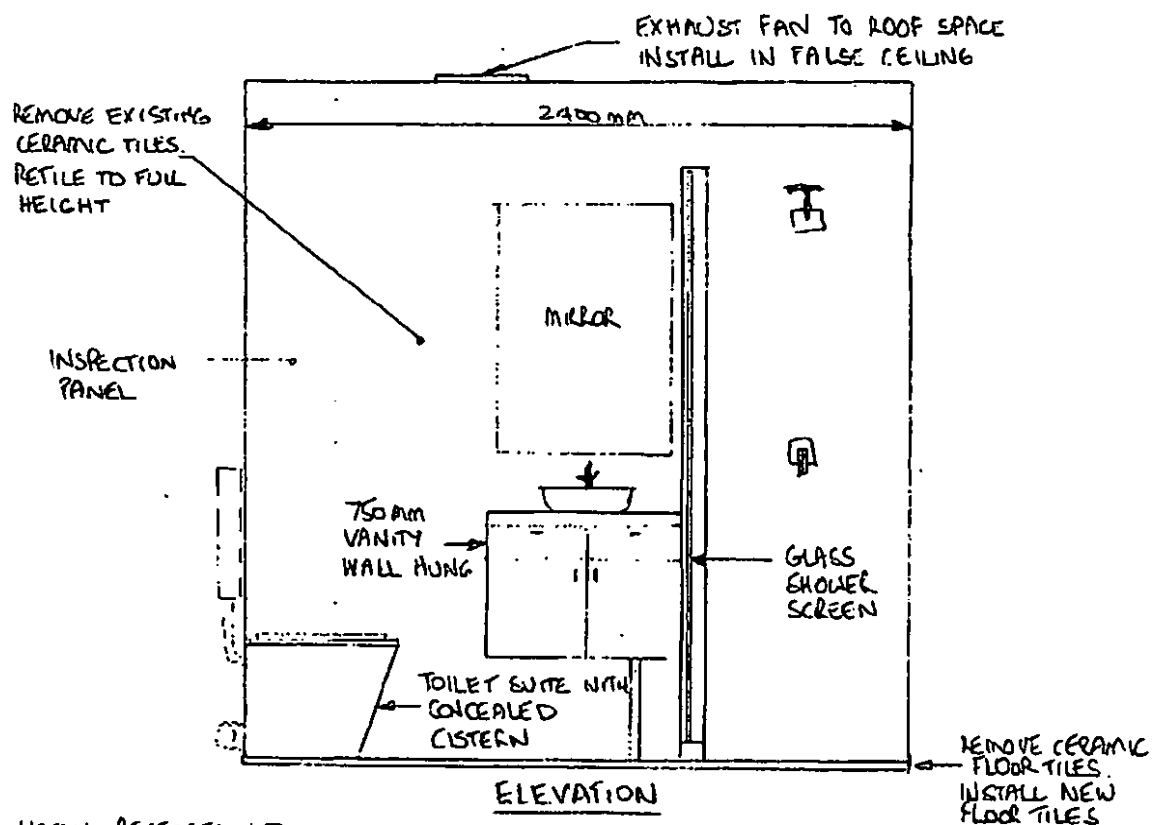 EXHAUST FAN TO ROOF SPACE
INSTALL IN FALSE CEILING
2400mm
REMOVE EXISTING
CERAMIC TILES.
RETILE TO FULL
HEIGHT
MIRROR
INSPECTION
PANEL
750mm
VANITY
WALL HUNG
GLASS
SHOWER
SCREEN
TOILET SUITE WITH
CONCEALED
CISTERN
REMOVE CERAMIC
FLOOR TILES.
INSTALL NEW
FLOOR TILES
ELEVATION